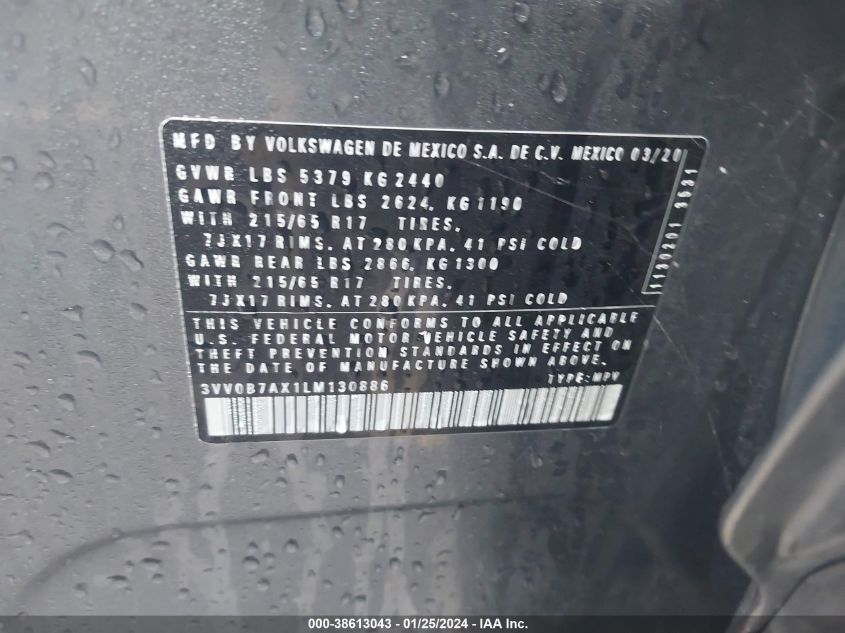 MFD BY VOLKSWAGEN DE MEXICO S.A. DE C.V. MEXICO 03/20
GVWR LBS 5379 KG 2440
GAWR FRONT LBS 2624, KG 1190
WITH 215/65 R17 TIRES,
7JX17 RIMS, AT 280 KPA, 41 PSI COLD
GAWR REAR LBS 2866, KG 1300
WITH 215/65 R17 TIRES,
7JX17 RIMS, AT 280 KPA, 41 PSI COLD
1130201 3631
THIS VEHICLE CONFORMS TO ALL APPLICABLE
U.S. FEDERAL MOTOR VEHICLE SAFETY AND
THEFT PREVENTION STANDARDS IN EFFECT ON
THE DATE OF MANUFACTURE SHOWN ABOVE.
3VV0B7AX1LM130886 TYPE:MPV
000-38613043 - 01/25/2024 - IAA Inc.